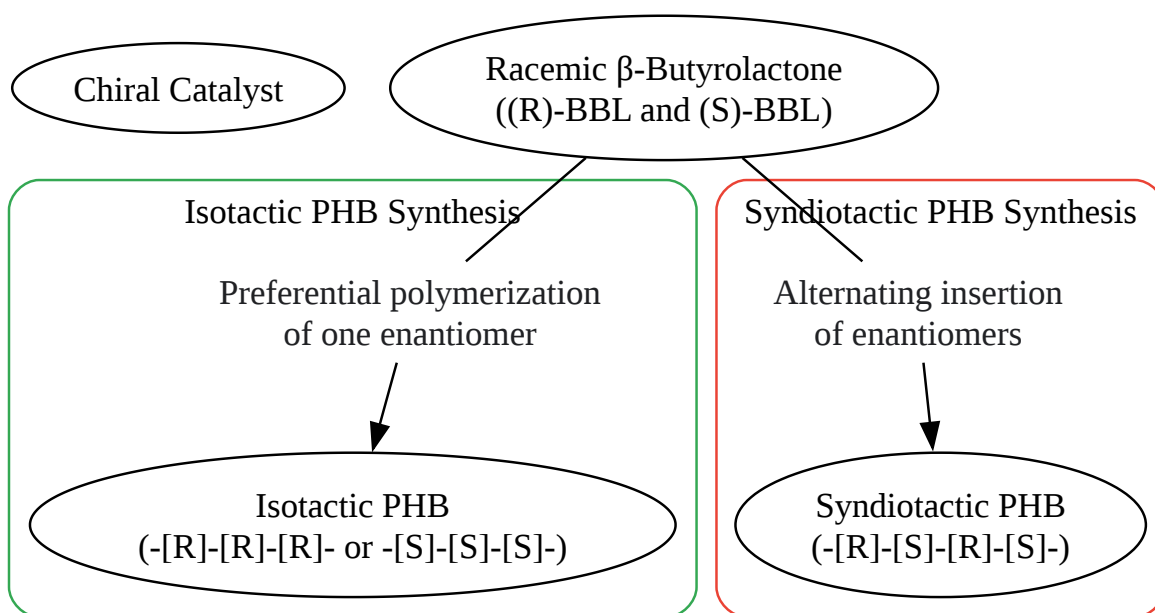 Chiral Catalyst
Racemic β-Butyrolactone
((R)-BBL and (S)-BBL)
Isotactic PHB Synthesis
Syndiotactic PHB Synthesis
Preferential polymerization
of one enantiomer
Alternating insertion
of enantiomers
Isotactic PHB
(-[R]-[R]-[R]- or -[S]-[S]-[S]-)
Syndiotactic PHB
(-[R]-[S]-[R]-[S]-)